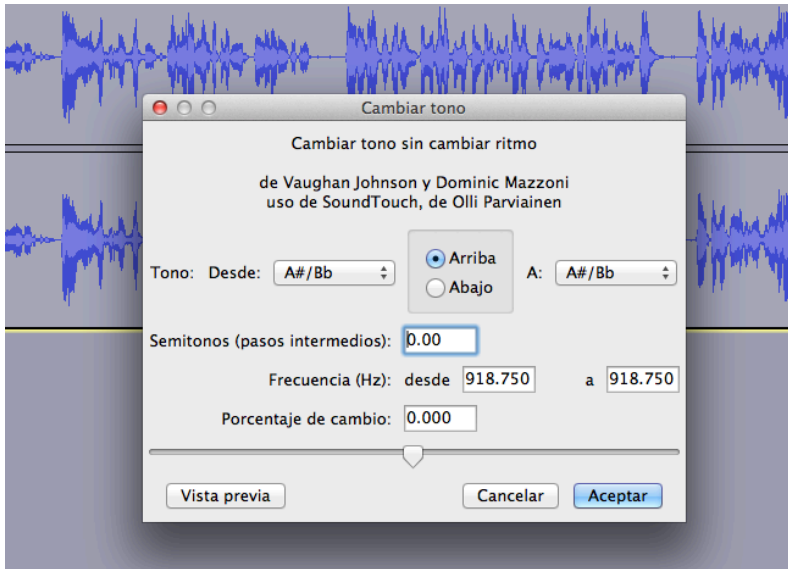 Cambiar tono
Cambiar tono sin cambiar ritmo
de Vaughan Johnson y Dominic Mazzoni
uso de SoundTouch, de Olli Parviainen
Tono: Desde: A#/Bb Arriba Abajo A: A#/Bb
Semitonos (pasos intermedios): 0.00
Frecuencia (Hz): desde 918.750 a 918.750
Porcentaje de cambio: 0.000
Vista previa Cancelar Aceptar